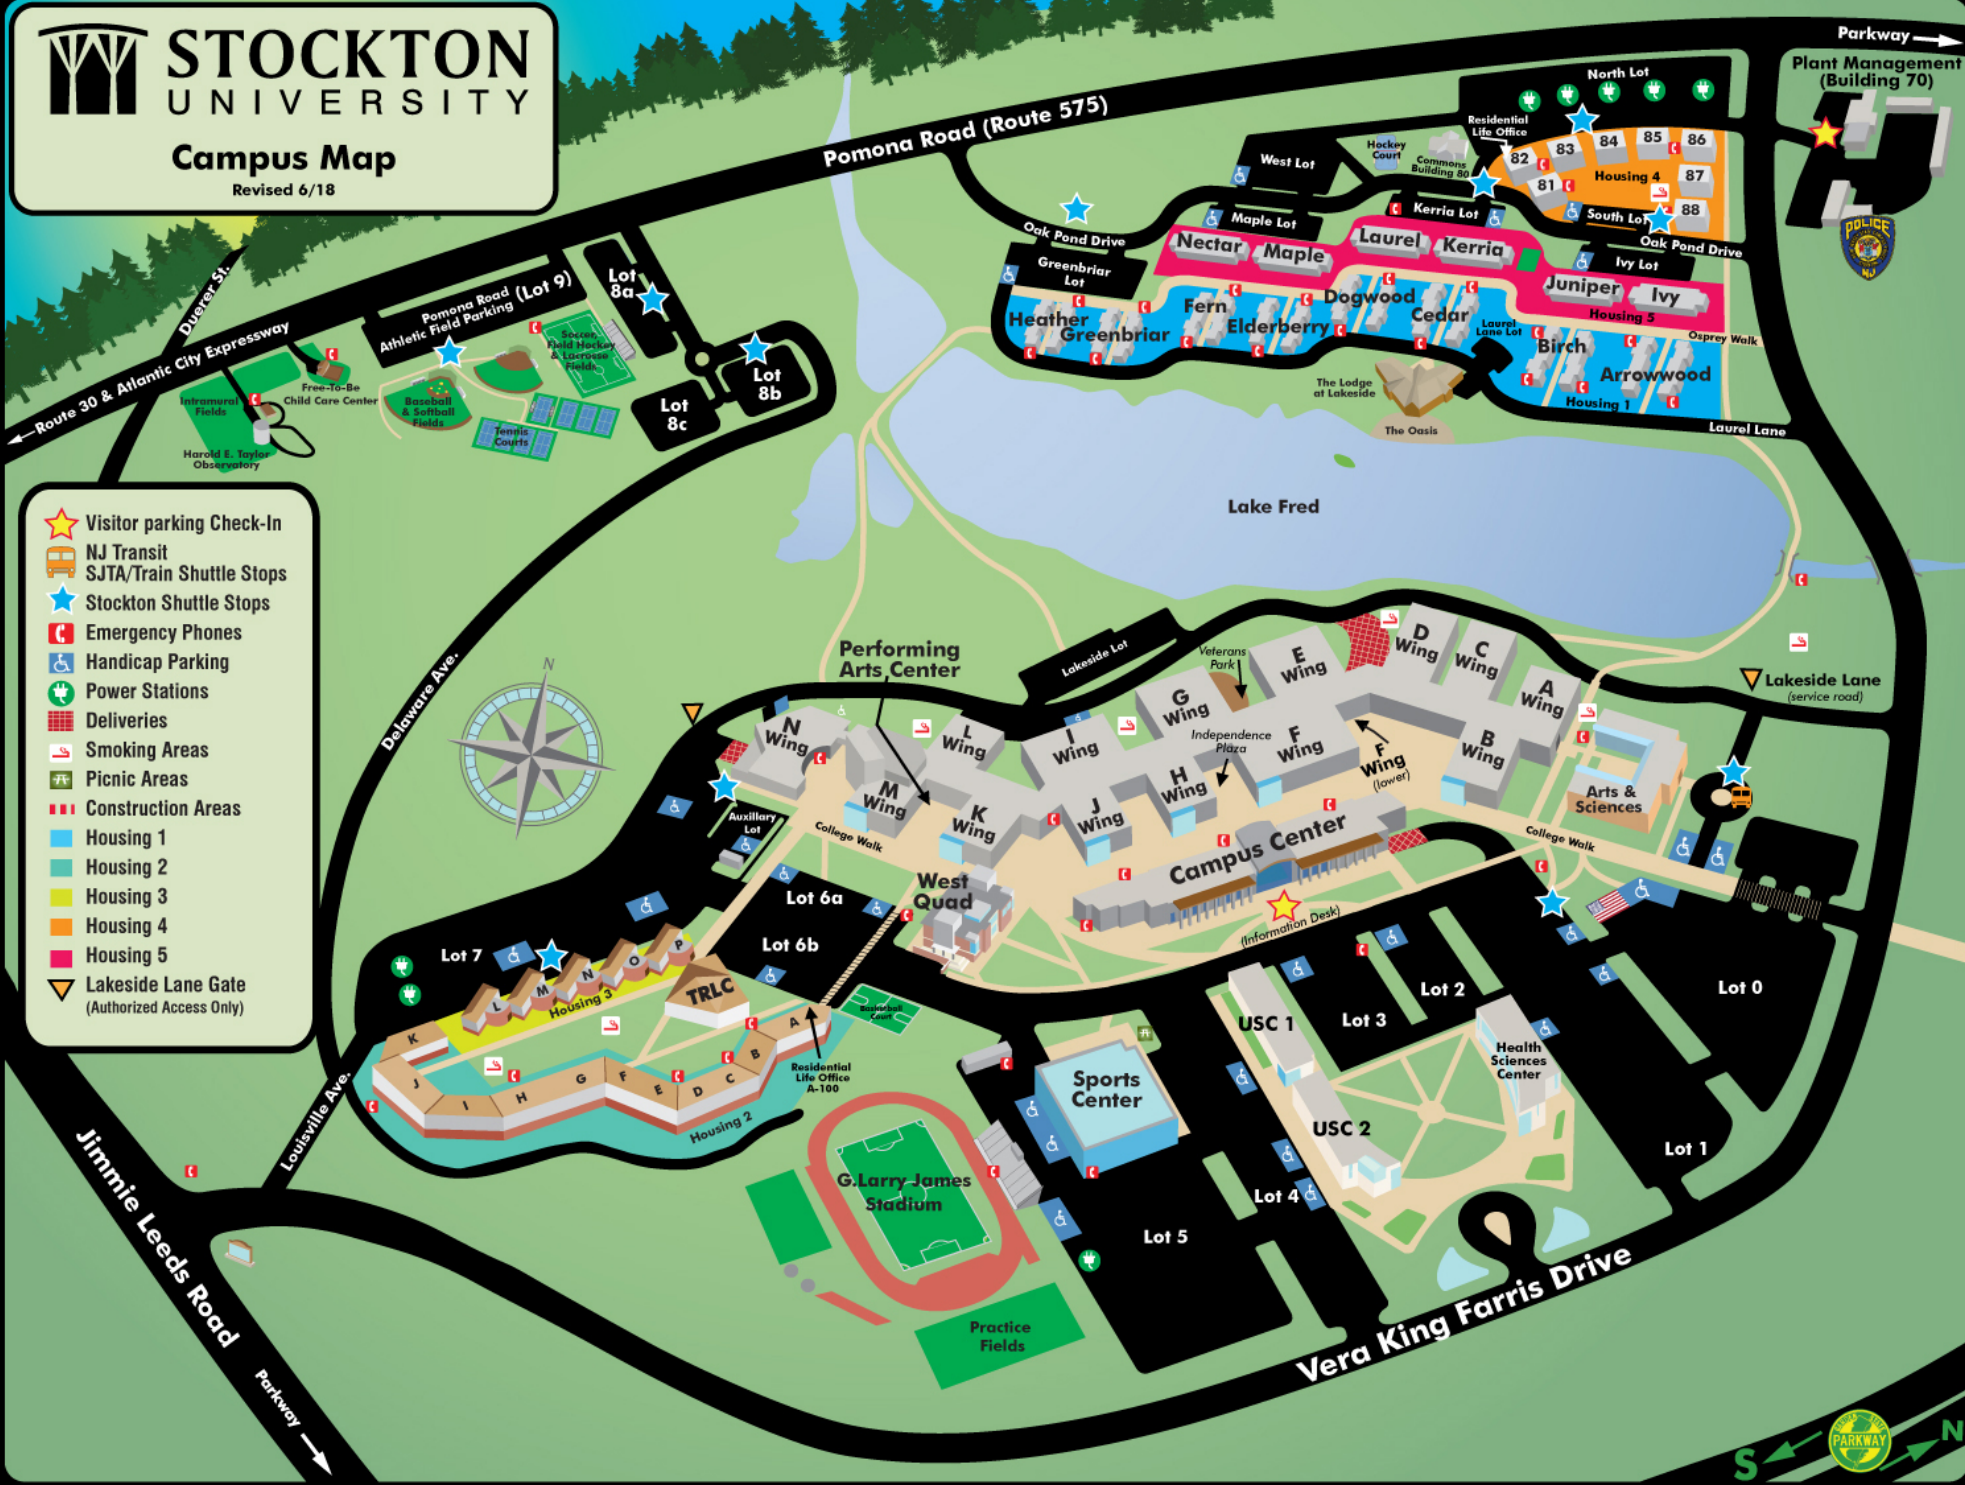 STOCKTON
UNIVERSITY
Campus Map
Revised 6/18
Parkway
Plant Management
(Building 70)
POLICE
NJ
Pomona Road (Route 575)
North Lot
Residential
Life Office
82
83
84
85
86
81
87
88
Housing 4
South Lot
Hockey
Court
Commons
Building 80
West Lot
Maple Lot
Kerria Lot
Oak Pond Drive
Oak Pond Drive
Ivy Lot
Greenbriar
Lot
Nectar
Maple
Laurel
Kerria
Juniper
Ivy
Housing 5
Osprey Walk
Heather
Greenbriar
Fern
Elderberry
Dogwood
Cedar
Laurel
Lane Lot
Birch
Arrowwood
Housing 1
Laurel Lane
The Lodge
at Lakeside
The Oasis
Lake Fred
Duerer St.
Route 30 & Atlantic City Expressway
Pomona Road (Lot 9)
Athletic Field Parking
Lot
8a
Lot
8b
Lot
8c
Soccer,
Field Hockey
& Lacrosse
Fields
Baseball
& Softball
Fields
Tennis
Courts
Free-To-Be
Child Care Center
Intramural
Fields
Harold E. Taylor
Observatory
Visitor parking Check-In
NJ Transit
SJTA/Train Shuttle Stops
Stockton Shuttle Stops
Emergency Phones
Handicap Parking
Power Stations
Deliveries
Smoking Areas
Picnic Areas
Construction Areas
Housing 1
Housing 2
Housing 3
Housing 4
Housing 5
Lakeside Lane Gate
(Authorized Access Only)
Delaware Ave.
N
Performing
Arts Center
Lakeside Lot
Veterans
Park
Independence
Plaza
Lakeside Lane
(service road)
N
Wing
L
Wing
M
Wing
K
Wing
I
Wing
J
Wing
G
Wing
H
Wing
E
Wing
F
Wing
F
Wing
(lower)
D
Wing
C
Wing
A
Wing
B
Wing
Arts &
Sciences
College Walk
College Walk
Campus Center
(Information Desk)
Auxillary
Lot
West
Quad
Lot 6a
Lot 6b
Lot 7
L
M
N
O
P
Housing 3
TRLC
K
J
I
H
G
F
E
D
C
B
A
Housing 2
Residential
Life Office
A-100
Basketball
Court
Louisville Ave.
Jimmie Leeds Road
Parkway
G.Larry James
Stadium
Practice
Fields
Sports
Center
USC 1
USC 2
Health
Sciences
Center
Lot 0
Lot 1
Lot 2
Lot 3
Lot 4
Lot 5
Vera King Farris Drive
S
PARKWAY
N